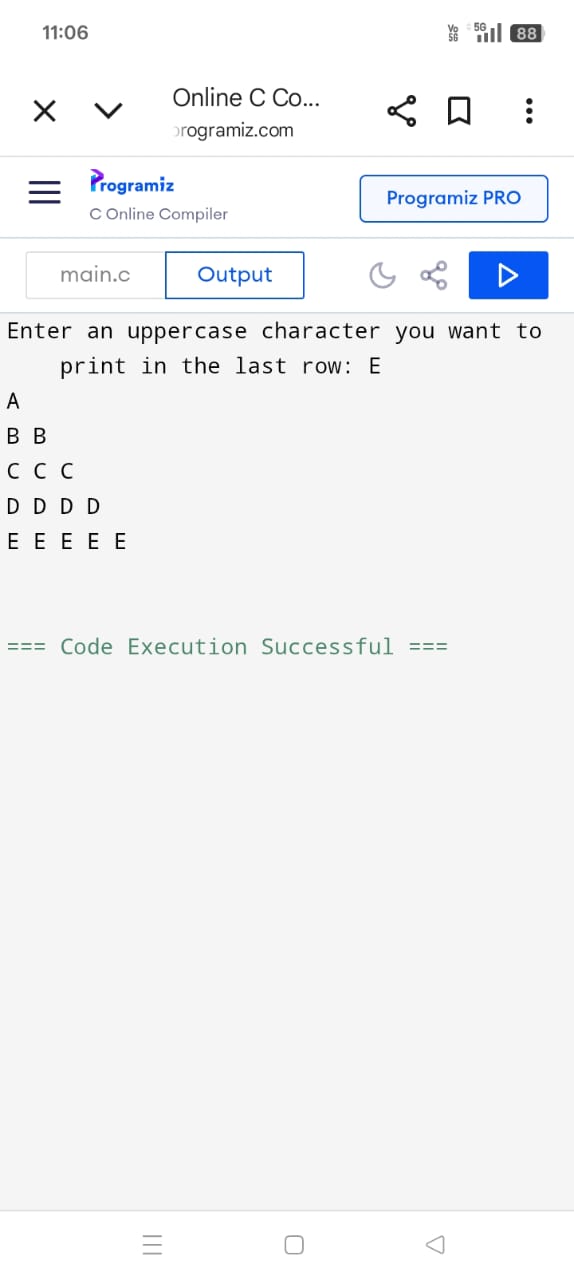 11:06
Vo 5G 5G 88
Online C Co...
programiz.com
Programiz
C Online Compiler
Programiz PRO
main.c
Output
Enter an uppercase character you want to
print in the last row: E
A
B B
C C C
D D D D
E E E E E
=== Code Execution Successful ===